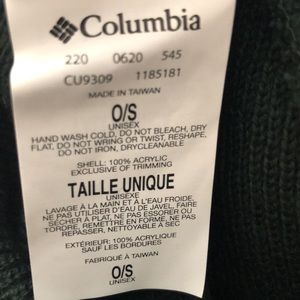 Columbia
220 0620 545
CU9309 1185181
MADE IN TAIWAN
O/S
UNISEX
HAND WASH COLD, DO NOT BLEACH, DRY
FLAT, DO NOT WRING OR TWIST, RESHAPE,
DO NOT IRON, DRYCLEANABLE
SHELL: 100% ACRYLIC
EXCLUSIVE OF TRIMMING
TAILLE UNIQUE
UNISEXE
LAVAGE À LA MAIN ET À L'EAU FROIDE,
NE PAS UTILISER D'EAU DE JAVEL, FAIRE
SÉCHER À PLAT, NE PAS ESSORER OU
TORDRE, REMETTRE EN FORME, NE PAS
REPASSER, NETTOYABLE À SEC
EXTÉRIEUR: 100% ACRYLIQUE
SAUF LES BORDURES
FABRIQUÉ À TAIWAN
O/S
UNISEX